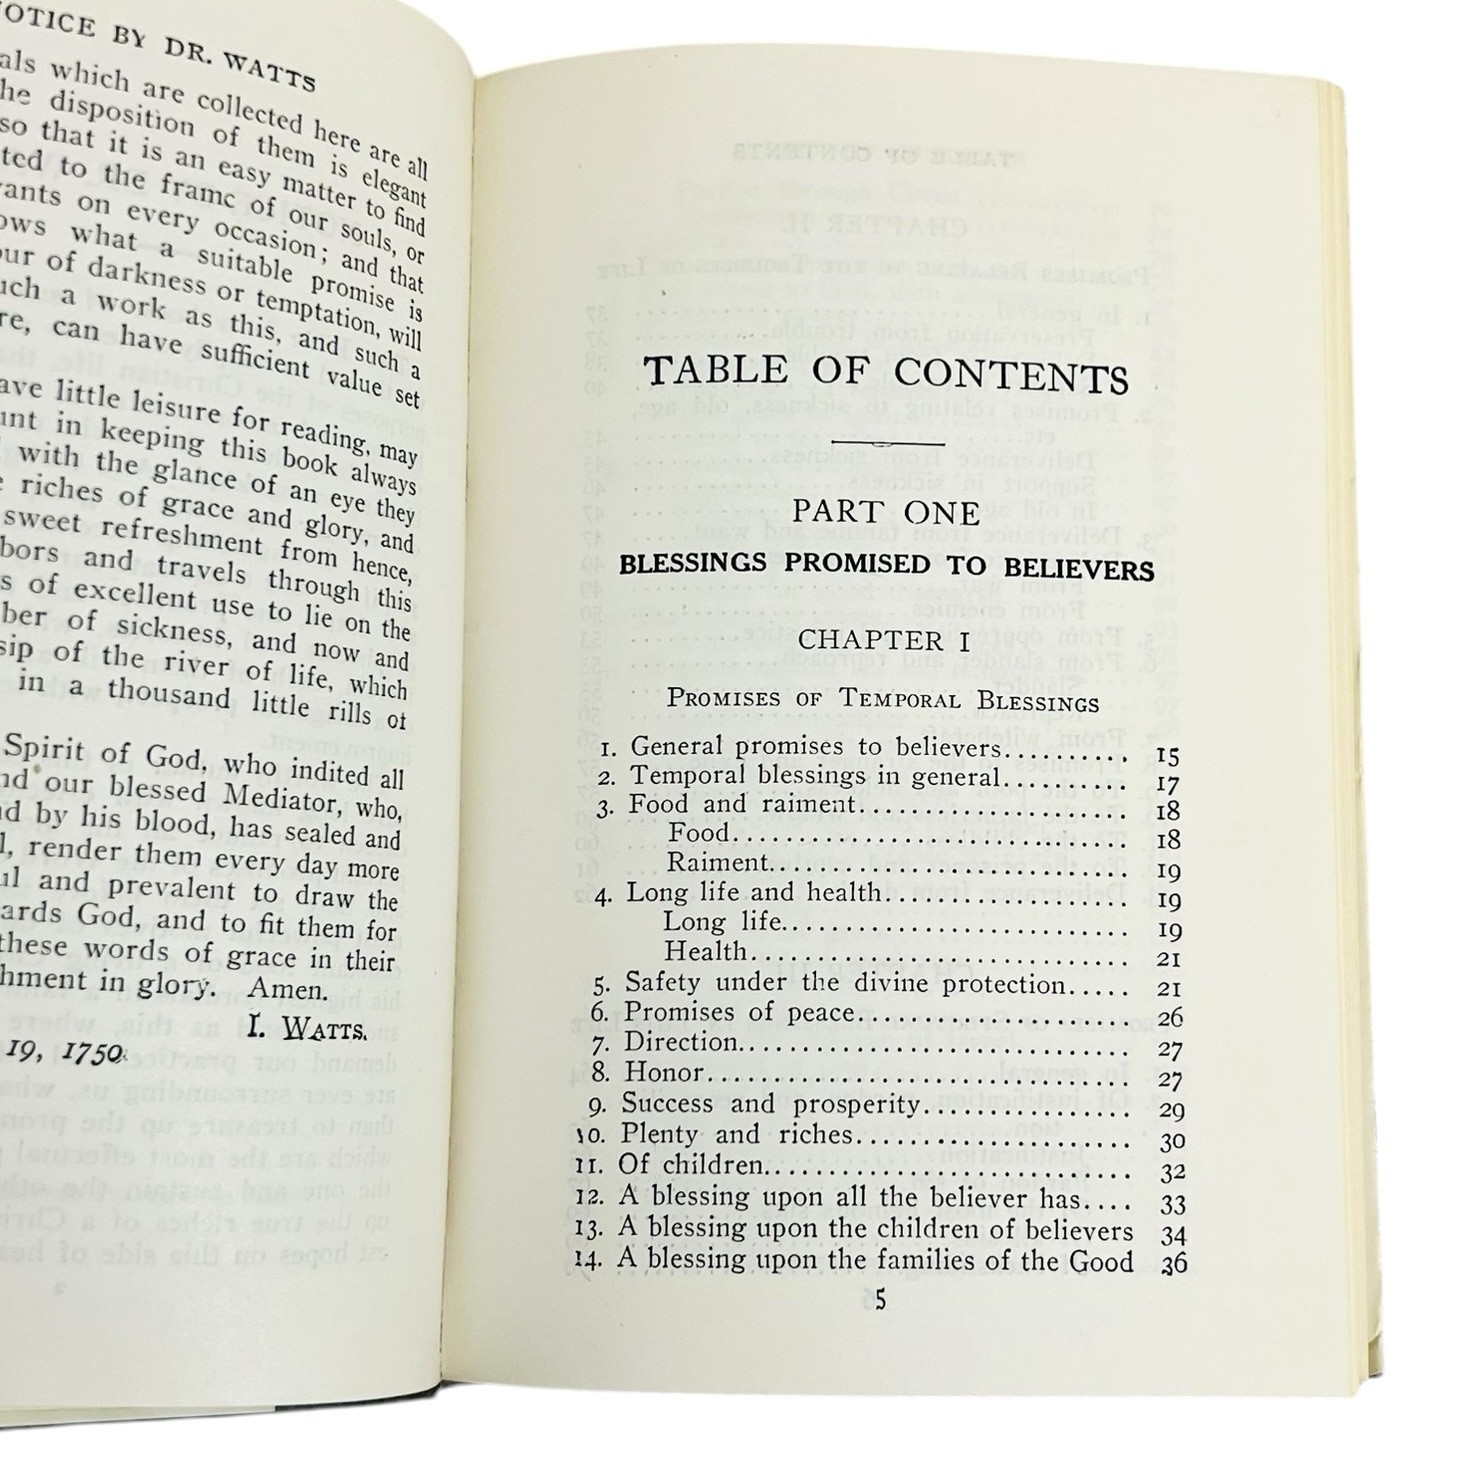 NOTICE BY DR. WATTS
als which are collected here are all
he disposition of them is elegant
so that it is an easy matter to find
ted to the frame of our souls, or
ants on every occasion; and that
ows what a suitable promise is
our of darkness or temptation, will
uch a work as this, and such a
re, can have sufficient value set
ave little leisure for reading, may
unt in keeping this book always
with the glance of an eye they
riches of grace and glory, and
sweet refreshment from hence,
bors and travels through this
s of excellent use to lie on the
ber of sickness, and now and
sip of the river of life, which
in a thousand little rills of
Spirit of God, who indited all
nd our blessed Mediator, who,
d by his blood, has sealed and
l, render them every day more
ul and prevalent to draw the
ards God, and to fit them for
these words of grace in their
hment in glory. Amen.
I. WATTS.
19, 1750.
TABLE OF CONTENTS
PART ONE
BLESSINGS PROMISED TO BELIEVERS
CHAPTER I
PROMISES OF TEMPORAL BLESSINGS
1. General promises to believers.......... 15
2. Temporal blessings in general.......... 17
3. Food and raiment...................... 18
Food.............................. 18
Raiment........................... 19
4. Long life and health.................... 19
Long life.......................... 19
Health............................ 21
5. Safety under the divine protection..... 21
6. Promises of peace..................... 26
7. Direction............................. 27
8. Honor................................ 27
9. Success and prosperity................ 29
10. Plenty and riches..................... 30
11. Of children........................... 32
12. A blessing upon all the believer has.... 33
13. A blessing upon the children of believers 34
14. A blessing upon the families of the Good 36
5